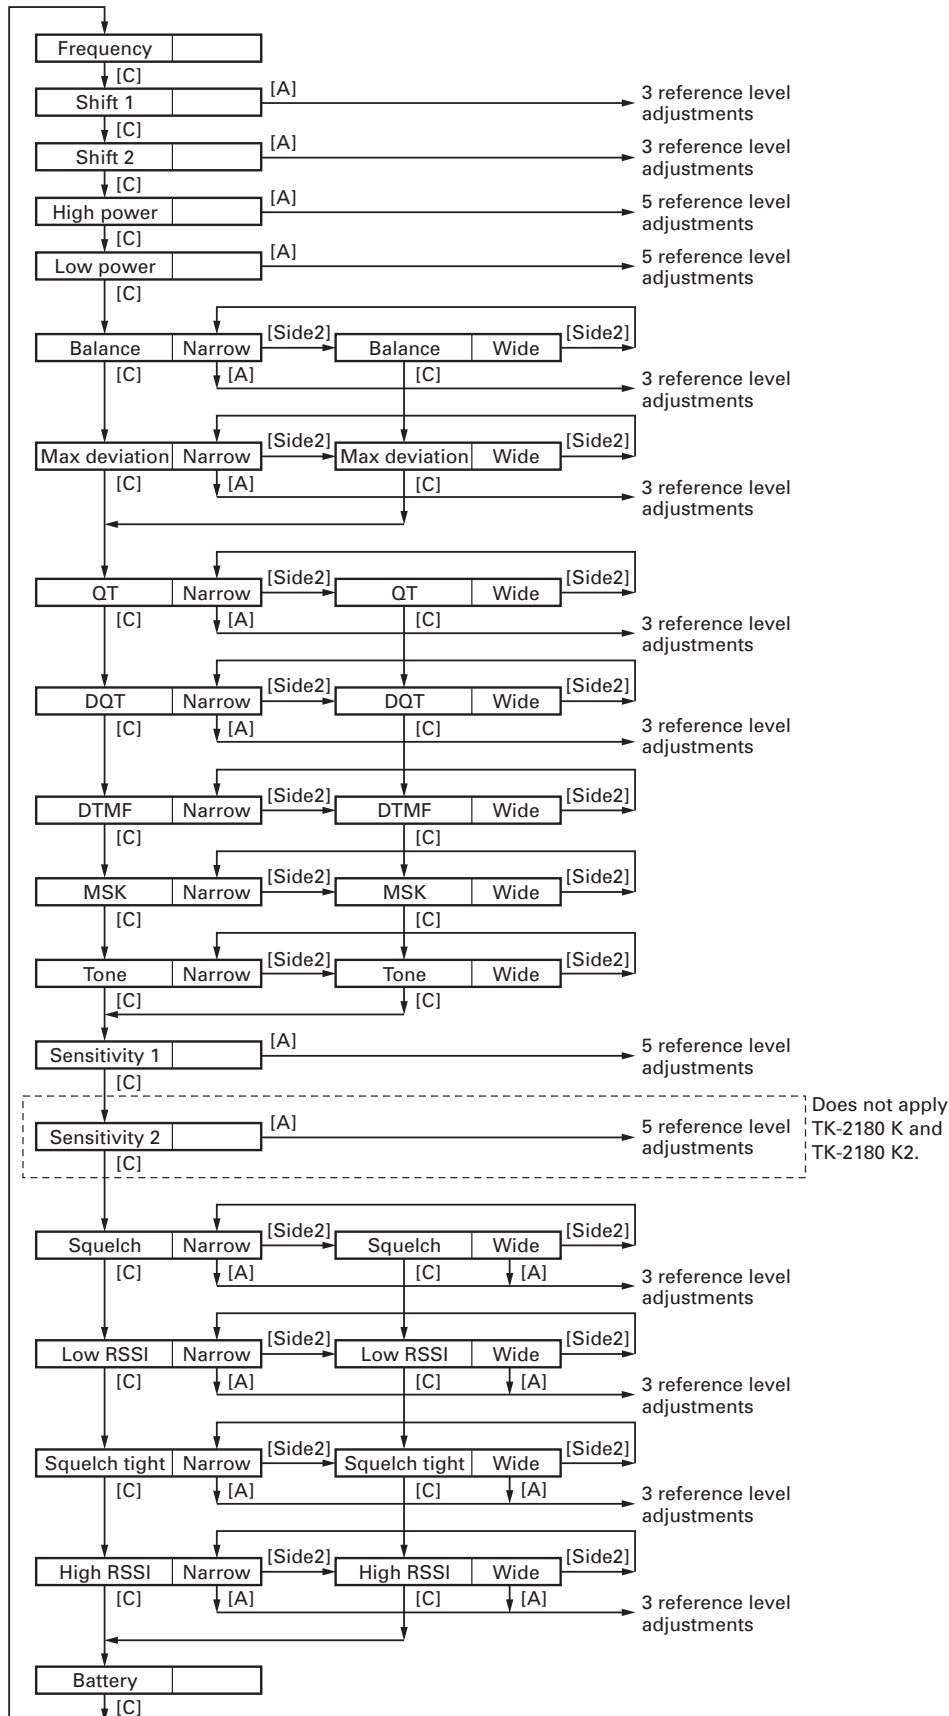 Frequency
[C]
Shift 1
[A]
3 reference level
adjustments
[C]
Shift 2
[A]
3 reference level
adjustments
[C]
High power
[A]
5 reference level
adjustments
[C]
Low power
[A]
5 reference level
adjustments
[C]
Balance Narrow [Side2] Balance Wide [Side2]
[C] [A] [C]
3 reference level
adjustments
Max deviation Narrow [Side2] Max deviation Wide [Side2]
[C] [A] [C]
3 reference level
adjustments
QT Narrow [Side2] QT Wide [Side2]
[C] [A] [C]
3 reference level
adjustments
DQT Narrow [Side2] DQT Wide [Side2]
[C] [A] [C]
3 reference level
adjustments
DTMF Narrow [Side2] DTMF Wide [Side2]
[C] [C]
MSK Narrow [Side2] MSK Wide [Side2]
[C] [C]
Tone Narrow [Side2] Tone Wide [Side2]
[C] [C]
Sensitivity 1
[A]
5 reference level
adjustments
[C]
Sensitivity 2
[A]
5 reference level
adjustments
[C]
Does not apply
TK-2180 K and
TK-2180 K2.
Squelch Narrow [Side2] Squelch Wide [Side2]
[C] [A] [C] [A]
3 reference level
adjustments
Low RSSI Narrow [Side2] Low RSSI Wide [Side2]
[C] [A] [C] [A]
3 reference level
adjustments
Squelch tight Narrow [Side2] Squelch tight Wide [Side2]
[C] [A] [C] [A]
3 reference level
adjustments
High RSSI Narrow [Side2] High RSSI Wide [Side2]
[C] [A] [C] [A]
3 reference level
adjustments
Battery
[C]